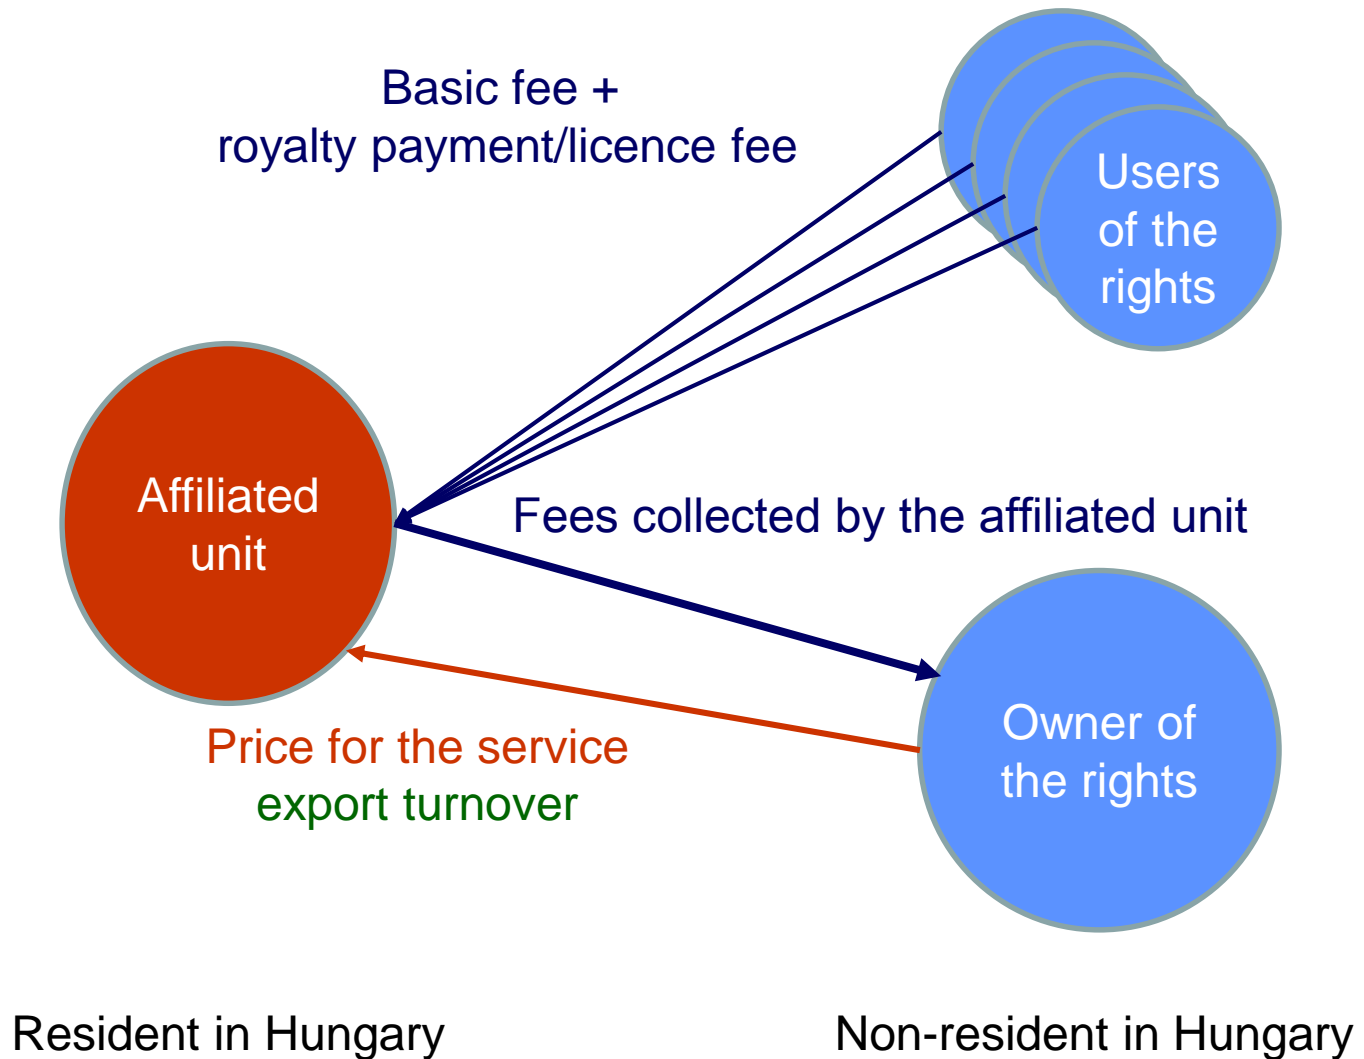 Basic fee +
royalty payment/licence fee
Users
of the
rights
Affiliated
unit
Fees collected by the affiliated unit
Price for the service
export turnover
Owner of
the rights
Resident in Hungary
Non-resident in Hungary